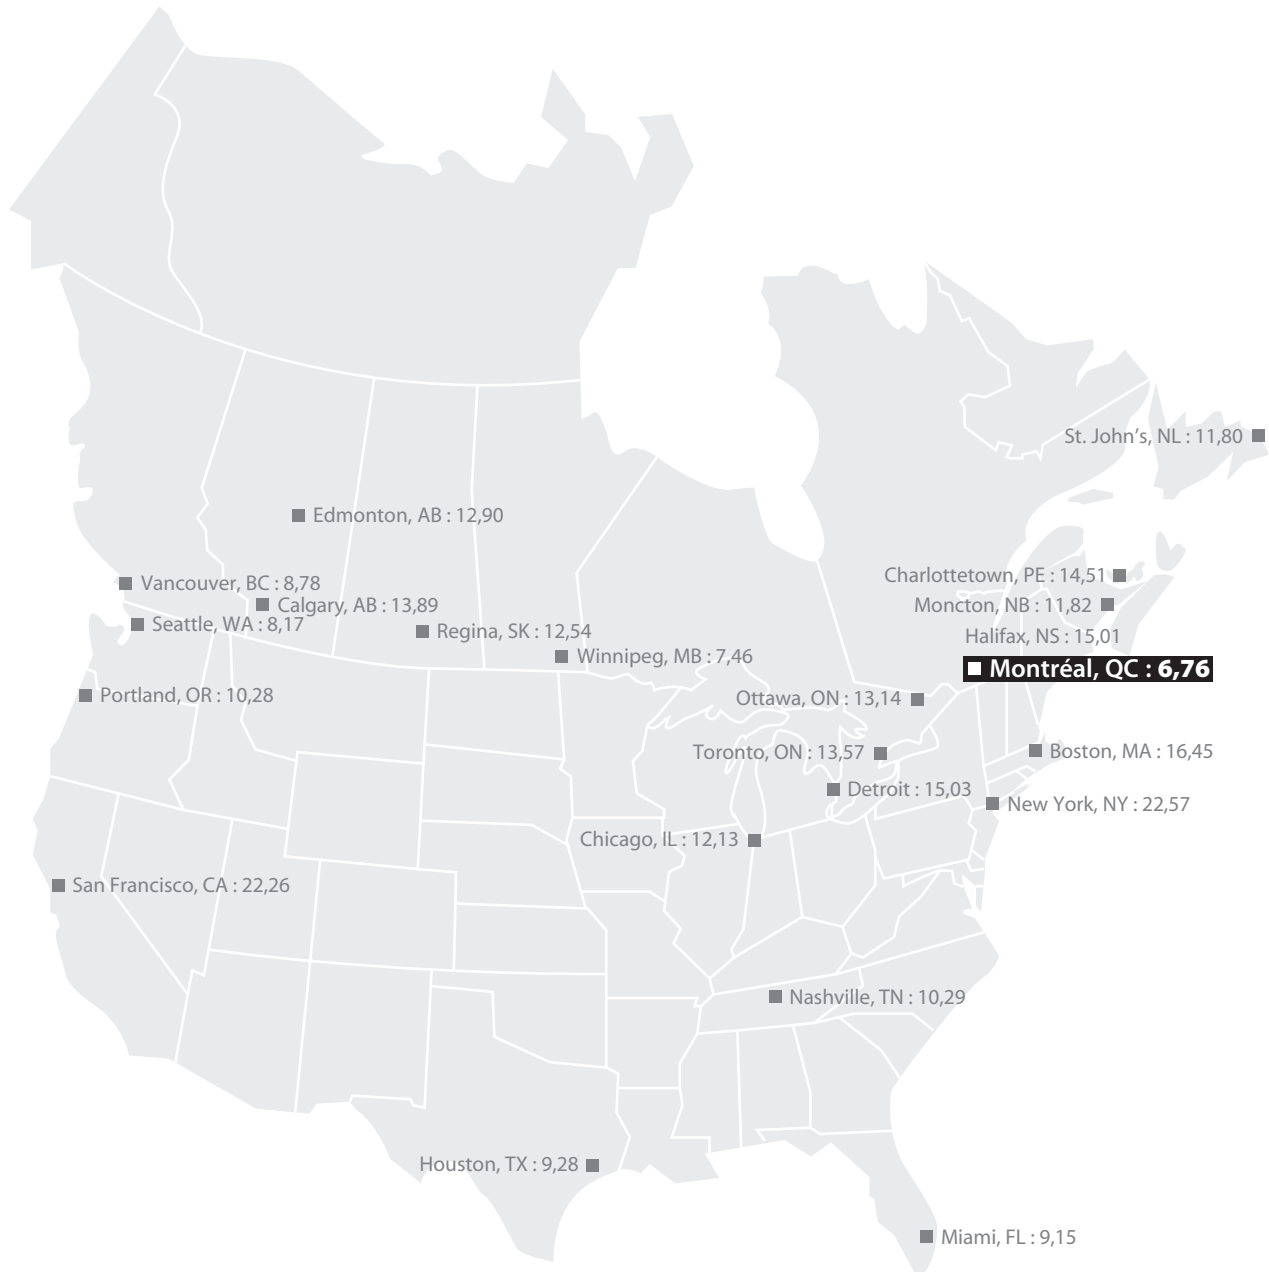 St. John’s, NL : 11,80
Edmonton, AB : 12,90
Charlottetown, PE : 14,51
Vancouver, BC : 8,78
Calgary, AB : 13,89
Moncton, NB : 11,82
Seattle, WA : 8,17
Regina, SK : 12,54
Halifax, NS : 15,01
Winnipeg, MB : 7,46
Montréal, QC : 6,76
Portland, OR : 10,28
Ottawa, ON : 13,14
Toronto, ON : 13,57
Boston, MA : 16,45
Detroit : 15,03
New York, NY : 22,57
Chicago, IL : 12,13
San Francisco, CA : 22,26
Nashville, TN : 10,29
Houston, TX : 9,28
Miami, FL : 9,15